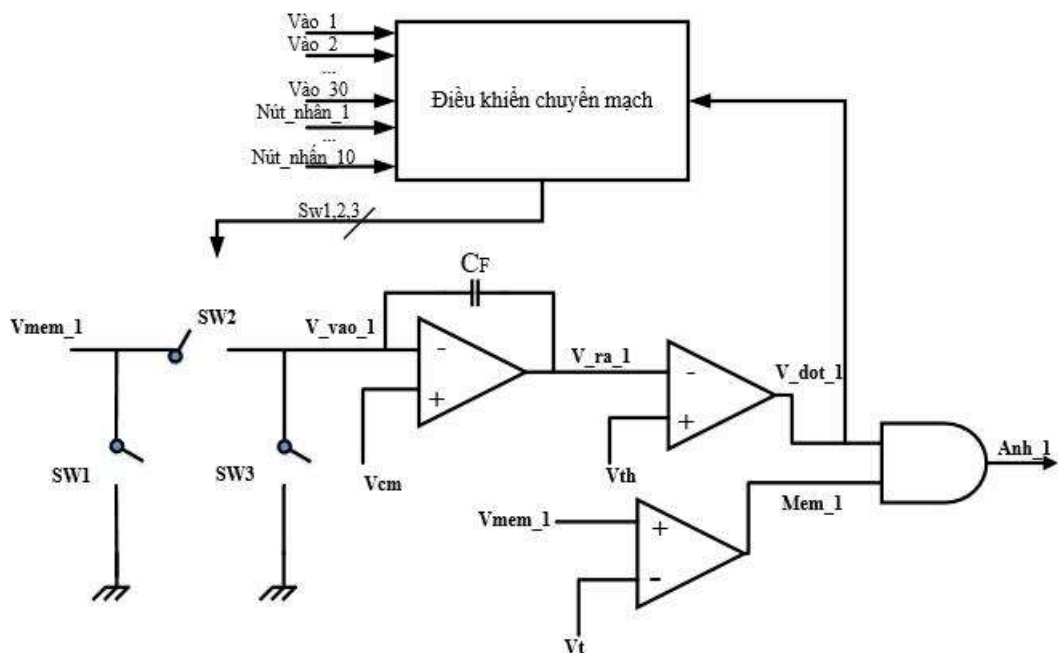 Vào_1
Vào_2
...
Vào_30
Nút_nhấn_1
...
Nút_nhấn_10
Điều khiển chuyển mạch
Sw1,2,3
CF
Vmem_1
SW2
V_vao_1
-
+
V_ra_1
-
+
V_dot_1
SW1
SW3
Vcm
Vth
Anh_1
Mem_1
Vmem_1
+
-
Vt